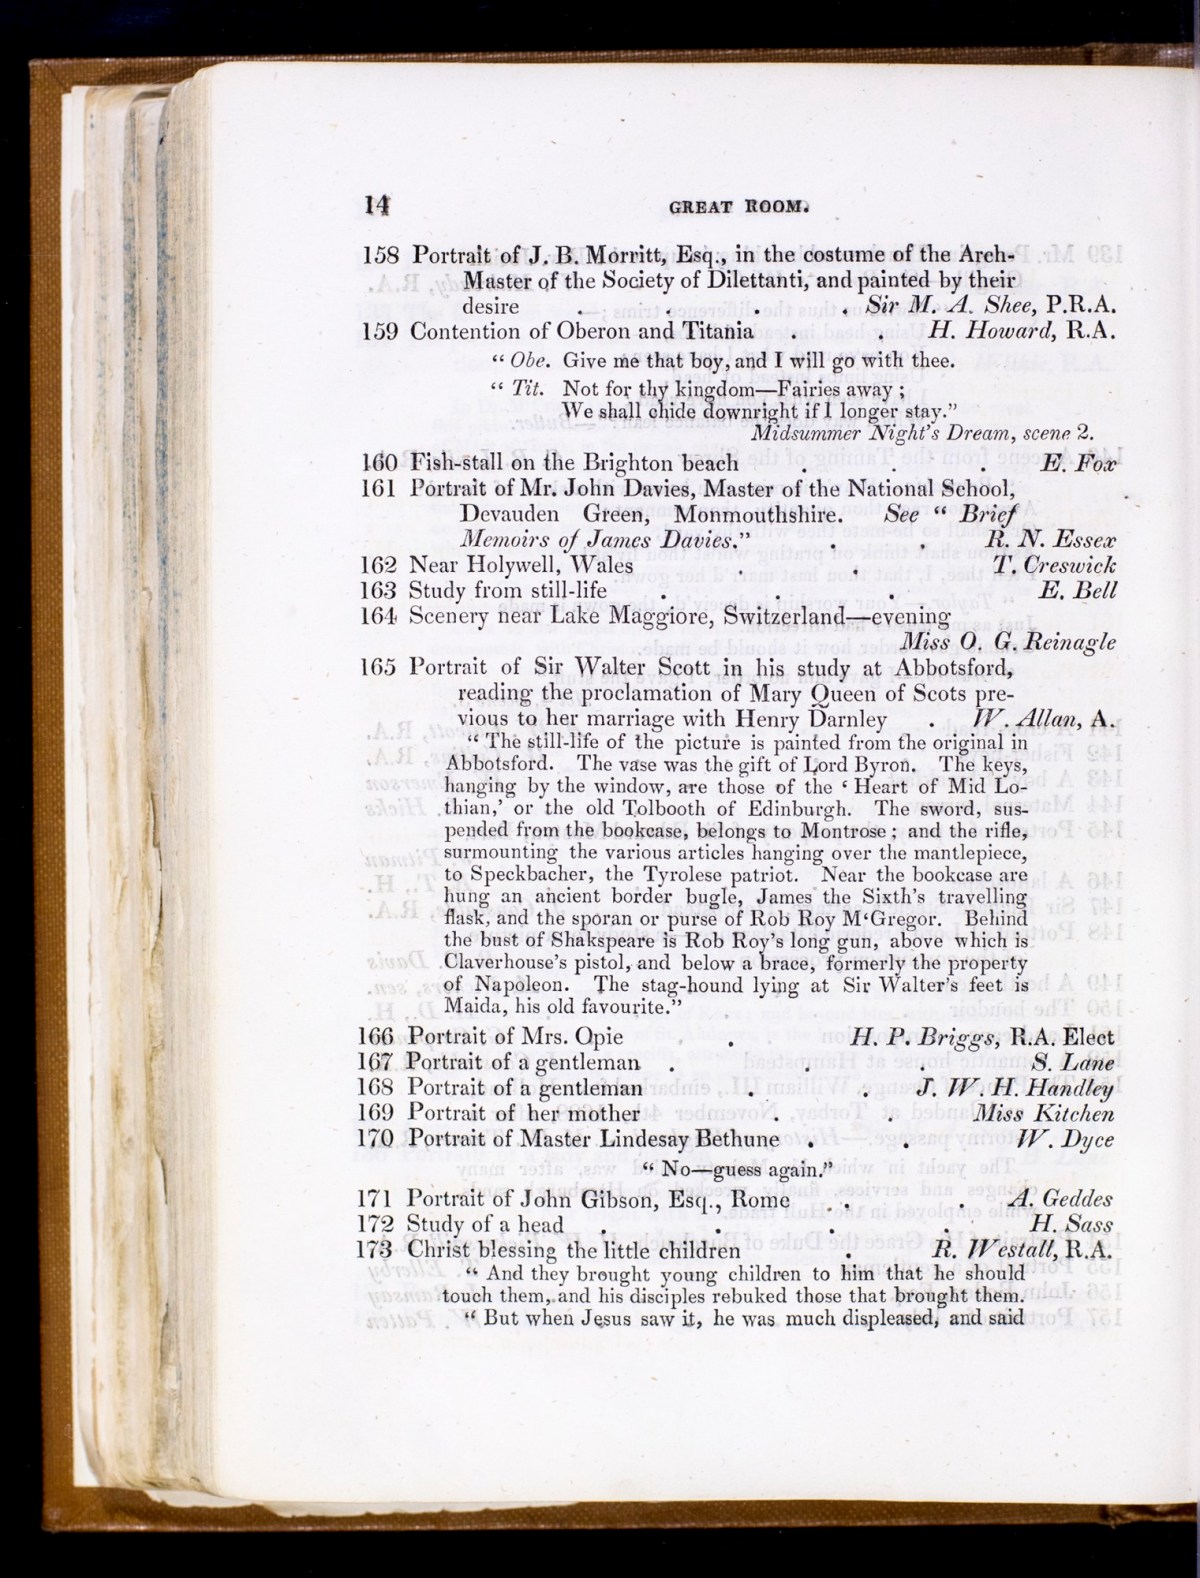 14 GREAT ROOM.
158 Portrait of J. B. Morritt, Esq., in the costume of the Arch-
Master of the Society of Dilettanti, and painted by their
desire . . . . Sir M. A. Shee, P.R.A.
159 Contention of Oberon and Titania . . H. Howard, R.A.
“ Obe. Give me that boy, and I will go with thee.
“ Tit. Not for thy kingdom—Fairies away ;
We shall chide downright if I longer stay.”
Midsummer Night's Dream, scene 2.
160 Fish-stall on the Brighton beach . . E. Fox
161 Portrait of Mr. John Davies, Master of the National School,
Devauden Green, Monmouthshire. See “ Brief
Memoirs of James Davies.” . . R. N. Essex
162 Near Holywell, Wales . . T. Creswick
163 Study from still-life . . . E. Bell
164 Scenery near Lake Maggiore, Switzerland—evening
Miss O. G. Reinagle
165 Portrait of Sir Walter Scott in his study at Abbotsford,
reading the proclamation of Mary Queen of Scots pre-
vious to her marriage with Henry Darnley . W. Allan, A.
“ The still-life of the picture is painted from the original in
Abbotsford. The vase was the gift of Lord Byron. The keys,
hanging by the window, are those of the ‘ Heart of Mid Lo-
thian,’ or the old Tolbooth of Edinburgh. The sword, sus-
pended from the bookcase, belongs to Montrose ; and the rifle,
surmounting the various articles hanging over the mantlepiece,
to Speckbacher, the Tyrolese patriot. Near the bookcase are
hung an ancient border bugle, James the Sixth's travelling
flask, and the sporan or purse of Rob Roy M‘Gregor. Behind
the bust of Shakspeare is Rob Roy's long gun, above which is
Claverhouse's pistol, and below a brace, formerly the property
of Napoleon. The stag-hound lying at Sir Walter's feet is
Maida, his old favourite.”
166 Portrait of Mrs. Opie . . H. P. Briggs, R.A. Elect
167 Portrait of a gentleman . . . S. Lane
168 Portrait of a gentleman . . J. W. H. Handley
169 Portrait of her mother . . Miss Kitchen
170 Portrait of Master Lindesay Bethune . . W. Dyce
“ No—guess again.”
171 Portrait of John Gibson, Esq., Rome . . . A. Geddes
172 Study of a head . . . . H. Sass
173 Christ blessing the little children . R. Westall, R.A.
“ And they brought young children to him that he should
touch them, and his disciples rebuked those that brought them.
“ But when Jesus saw it, he was much displeased, and said